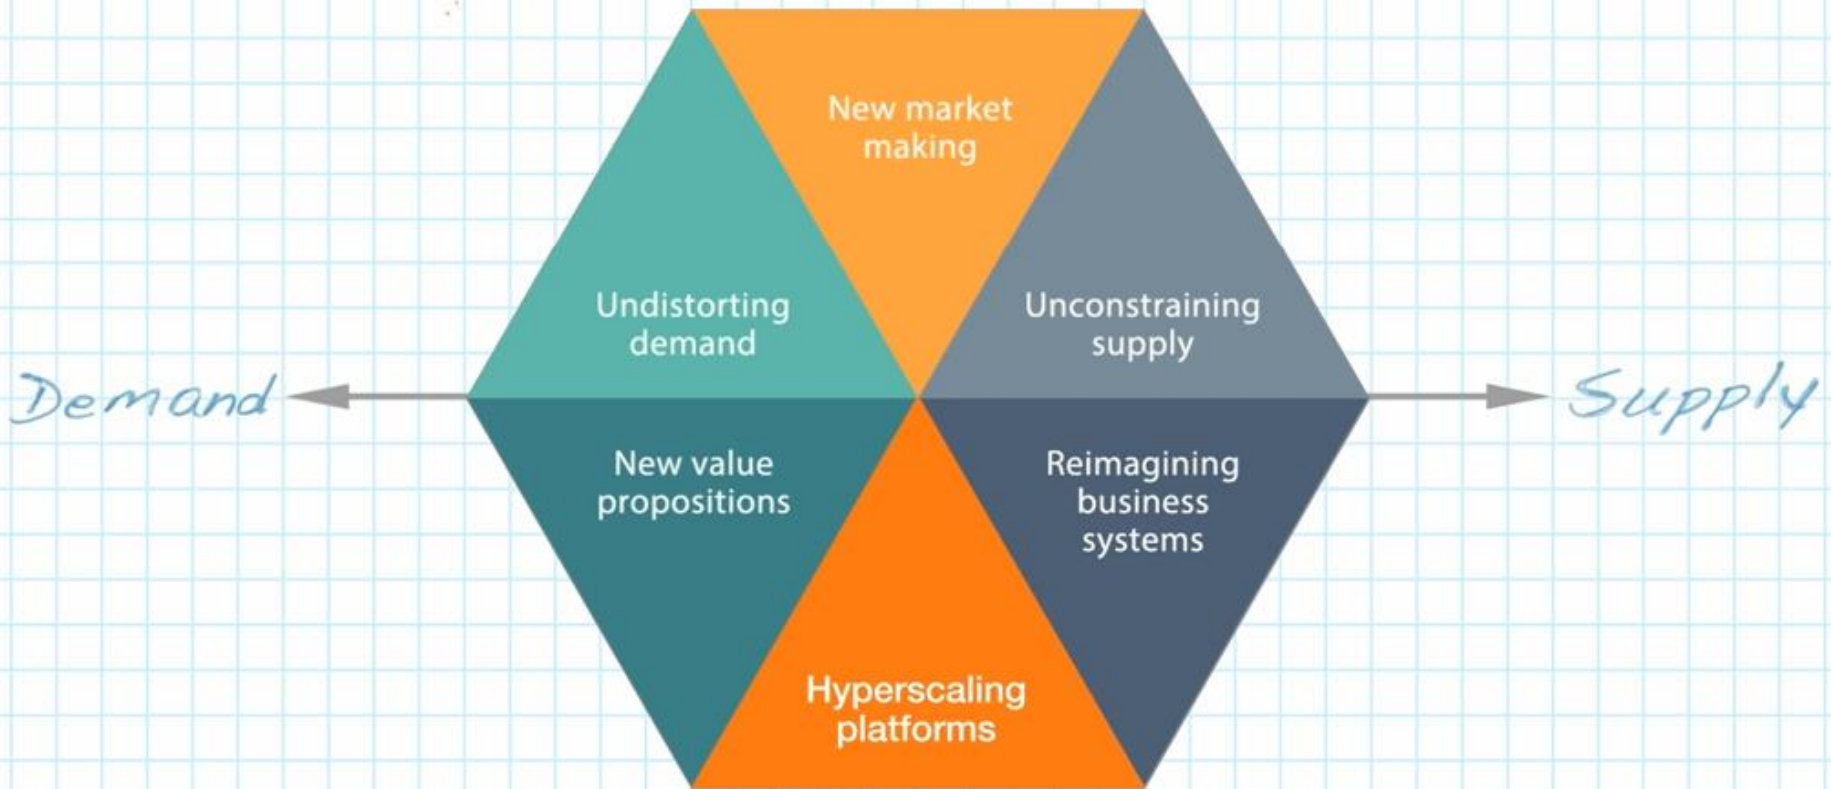 New market
making
Undistorting
demand
Unconstraining
supply
Demand
Supply
New value
propositions
Reimagining
business
systems
Hyperscaling
platforms